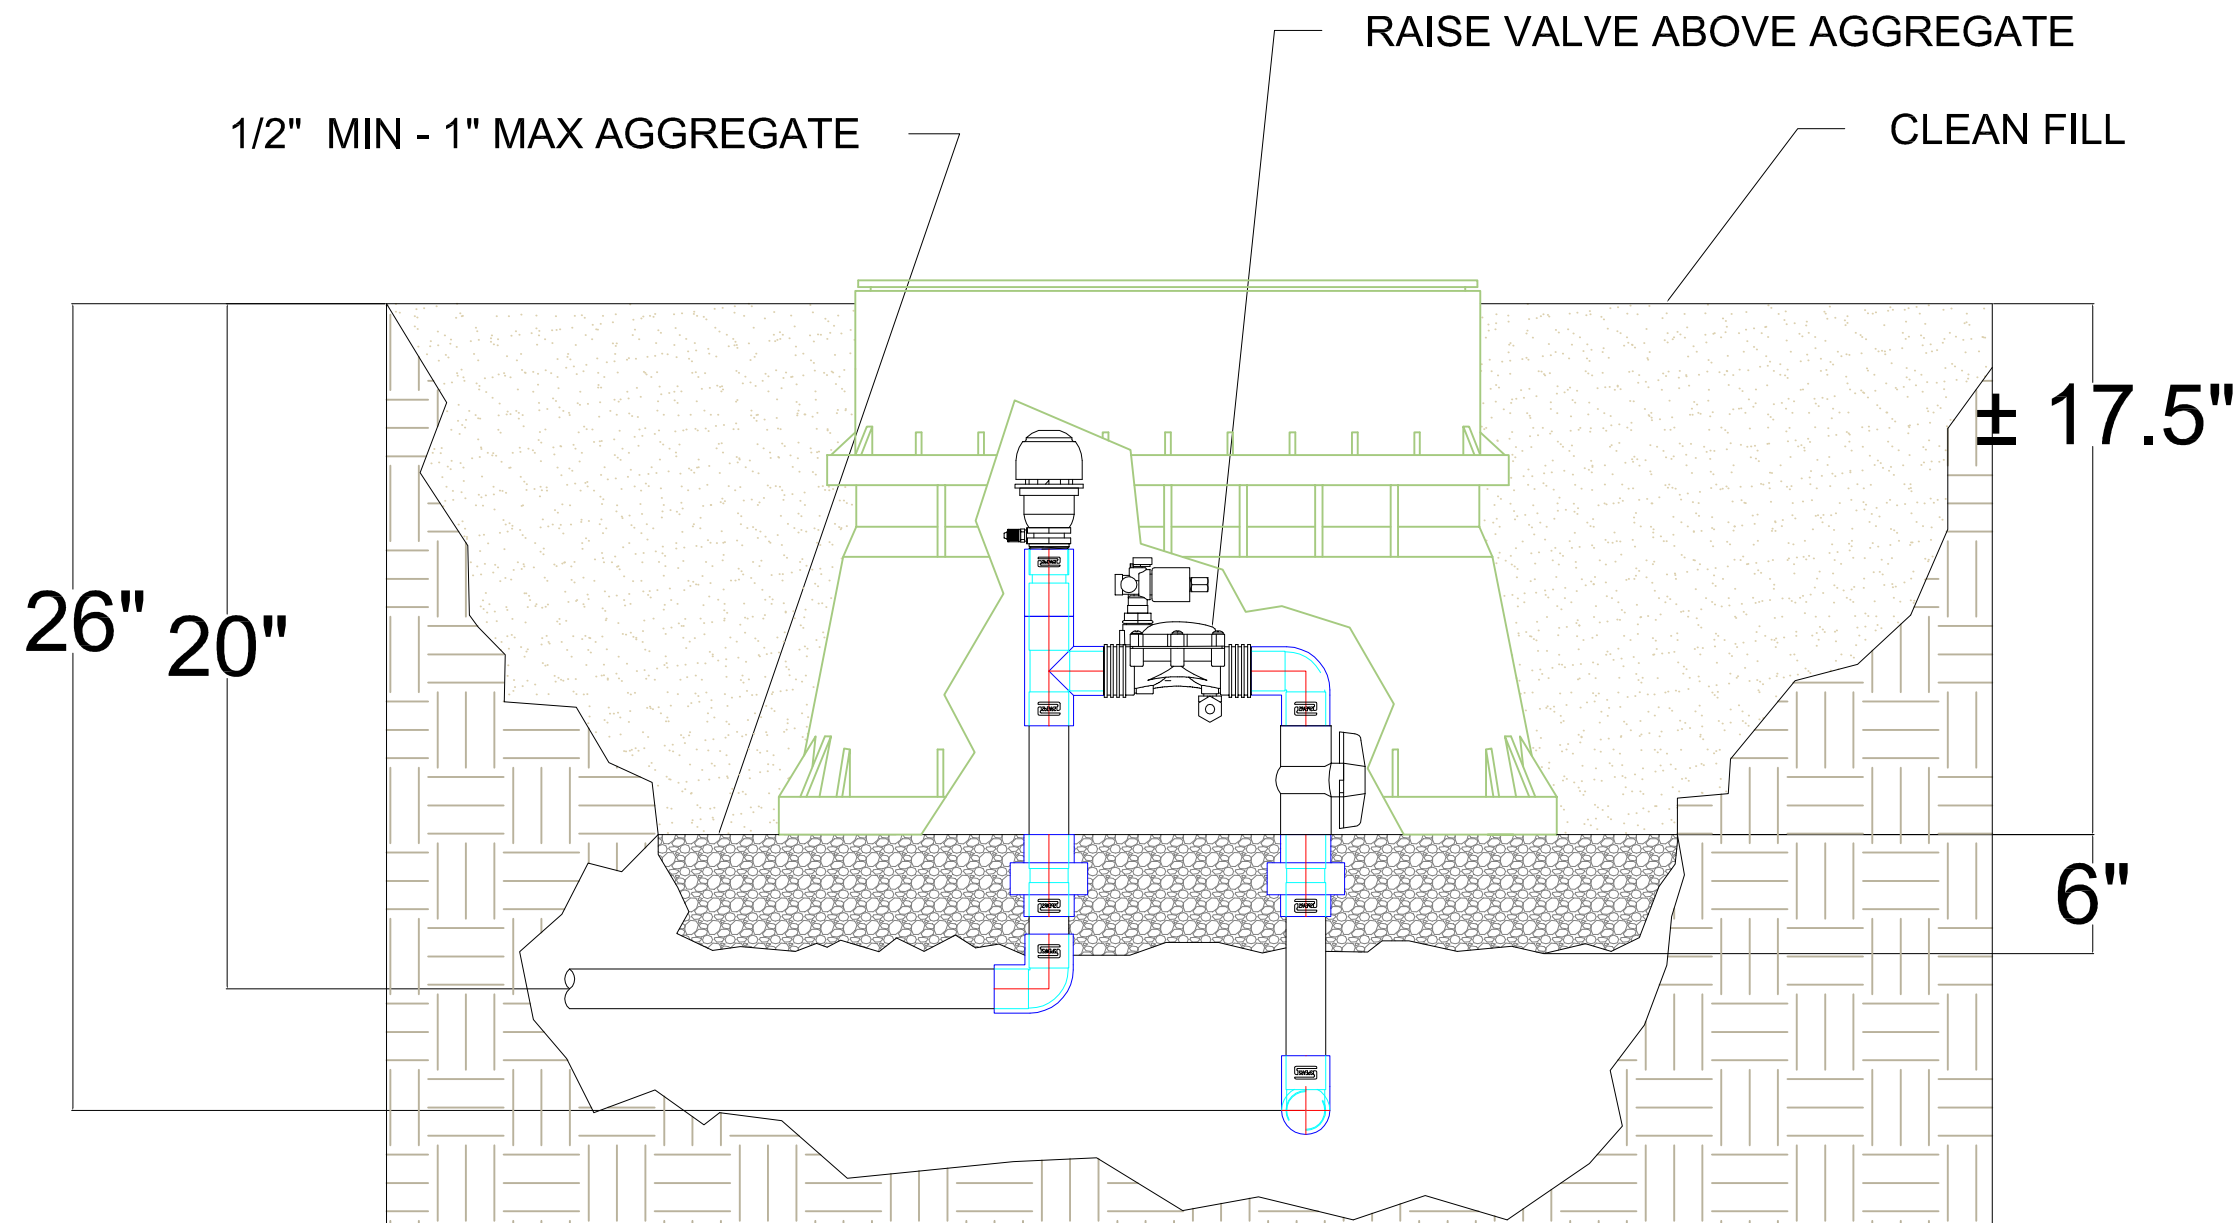 RAISE VALVE ABOVE AGGREGATE
1/2" MIN - 1" MAX AGGREGATE
CLEAN FILL
± 17.5"
26"
20"
6"